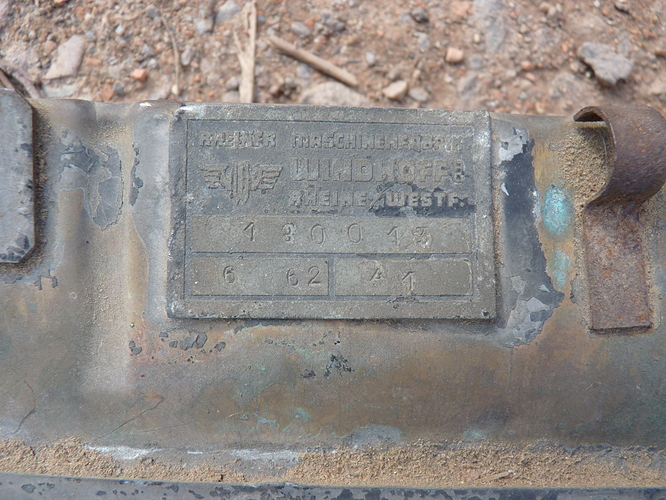 RHEINER MASCHINENFABRIK
WINDHOFF
RHEINE, WESTF.
130013
6 62 41